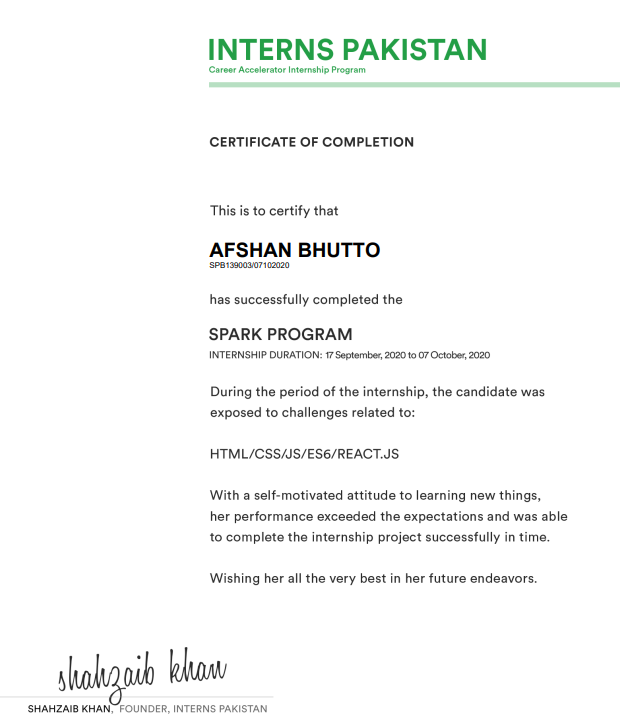 INTERNS PAKISTAN
Career Accelerator Internship Program
CERTIFICATE OF COMPLETION
This is to certify that
AFSHAN BHUTTO
SPB139003/07102020
has successfully completed the
SPARK PROGRAM
INTERNSHIP DURATION: 17 September, 2020 to 07 October, 2020
During the period of the internship, the candidate was
exposed to challenges related to:
HTML/CSS/JS/ES6/REACT.JS
With a self-motivated attitude to learning new things,
her performance exceeded the expectations and was able
to complete the internship project successfully in time.
Wishing her all the very best in her future endeavors.
shahzaib khan
SHAHZAIB KHAN, FOUNDER, INTERNS PAKISTAN